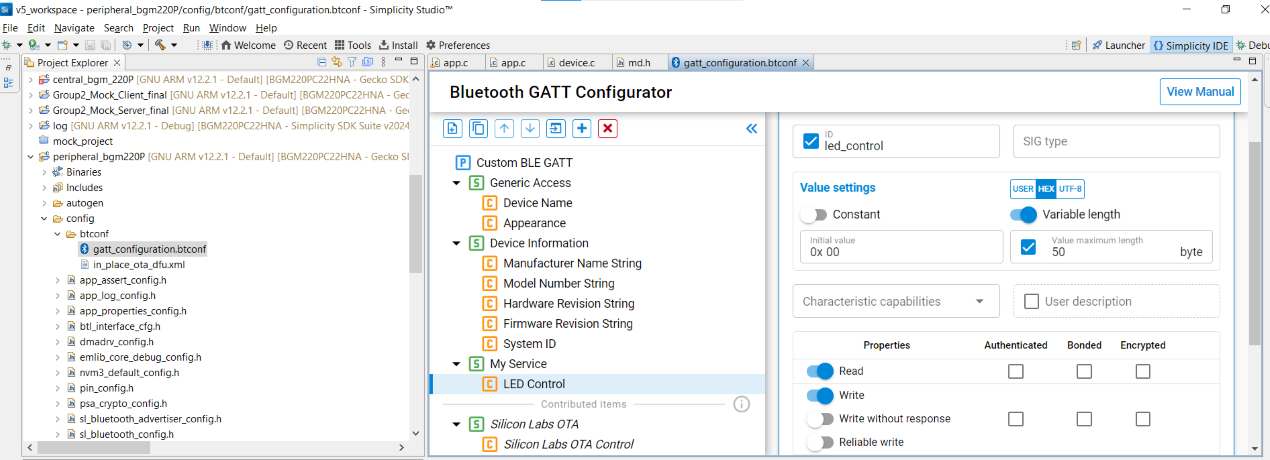 v5_workspace - peripheral_bgm220P/config/btconf/gatt_configuration.btconf - Simplicity Studio™
File Edit Navigate Search Project Run Window Help
Welcome Recent Tools Install Preferences Launcher Simplicity IDE Debu
Project Explorer
central_bgm_220P [GNU ARM v12.2.1 - Default] [BGM220PC22HNA - Gecko SDK
Group2_Mock_Client_final [GNU ARM v12.2.1 - Default] [BGM220PC22HNA - Gec
Group2_Mock_Server_final [GNU ARM v12.2.1 - Default] [BGM220PC22HNA - Ge
log [GNU ARM v12.2.1 - Debug] [BGM220PC22HNA - Simplicity SDK Suite v2024
mock_project
peripheral_bgm220P [GNU ARM v12.2.1 - Default] [BGM220PC22HNA - Gecko S
Binaries
Includes
autogen
config
btconf
gatt_configuration.btconf
in_place_ota_dfu.xml
app_assert_config.h
app_log_config.h
app_properties_config.h
btl_interface_cfg.h
dmadrv_config.h
emlib_core_debug_config.h
nvm3_default_config.h
pin_config.h
psa_crypto_config.h
sl_bluetooth_advertiser_config.h
sl_bluetooth_config.h
app.c app.c device.c md.h gatt_configuration.btconf
Bluetooth GATT Configurator
View Manual
Custom BLE GATT
Generic Access
Device Name
Appearance
Device Information
Manufacturer Name String
Model Number String
Hardware Revision String
Firmware Revision String
System ID
My Service
LED Control
Contributed items
Silicon Labs OTA
Silicon Labs OTA Control
ID
led_control
SIG type
Value settings
USER HEX UTF-8
Constant
Variable length
Initial value
0x 00
Value maximum length
50 byte
Characteristic capabilities
User description
Properties Authenticated Bonded Encrypted
Read
Write
Write without response
Reliable write